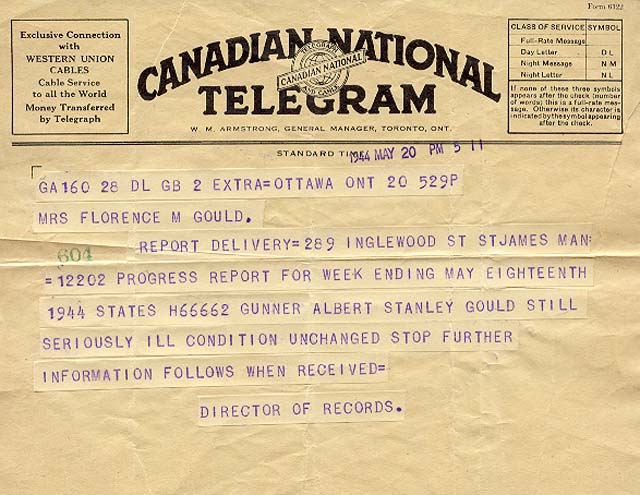 Form 6122
Exclusive Connection
with
WESTERN UNION
CABLES
Cable Service
to all the World
Money Transferred
by Telegraph
CANADIAN NATIONAL
TELEGRAPH
CANADIAN NATIONAL
AND CABLE
TELEGRAM
W. M. ARMSTRONG, GENERAL MANAGER, TORONTO, ONT.
CLASS OF SERVICE SYMBOL
Full-Rate Message
Day Letter D L
Night Message N M
Night Letter N L
If none of these three symbols
appears after the check (number
of words) this is a full-rate mes-
sage. Otherwise its character is
indicated by the symbol appearing
after the check.
STANDARD TIME
1944 MAY 20 PM 5 11
GA160 28 DL GB 2 EXTRA=OTTAWA ONT 20 529P
MRS FLORENCE M GOULD.
604
REPORT DELIVERY=289 INGLEWOOD ST STJAMES MAN
=12202 PROGRESS REPORT FOR WEEK ENDING MAY EIGHTEENTH
1944 STATES H66662 GUNNER ALBERT STANLEY GOULD STILL
SERIOUSLY ILL CONDITION UNCHANGED STOP FURTHER
INFORMATION FOLLOWS WHEN RECEIVED=
DIRECTOR OF RECORDS.